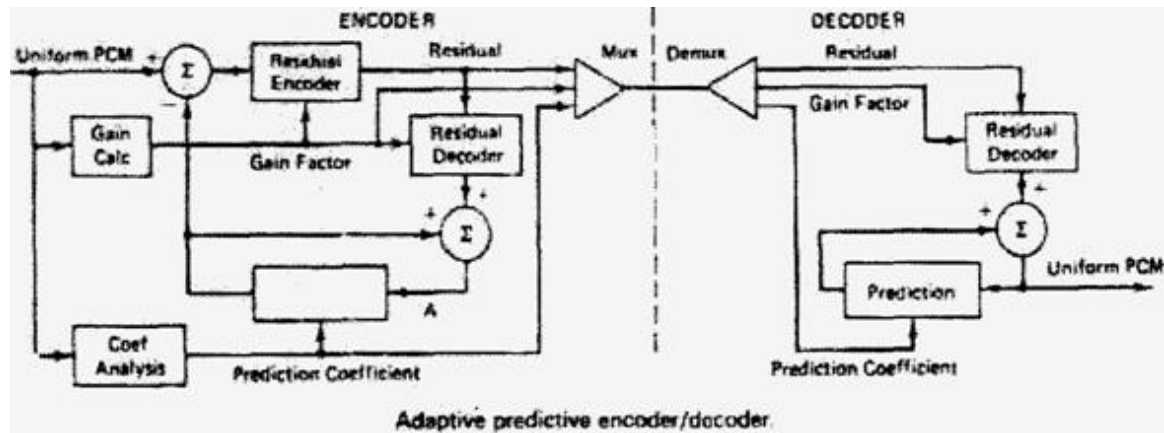 ENCODER
DECODER
Uniform PCM
+
Σ
−
Residual
Encoder
Residual
Mux
Demux
Residual
Gain Factor
Gain
Calc
Gain Factor
Residual
Decoder
Residual
Decoder
+
+
Σ
+
+
Σ
Uniform PCM
A
Prediction
Coef
Analysis
Prediction Coefficient
Prediction Coefficient
Adaptive predictive encoder/decoder.